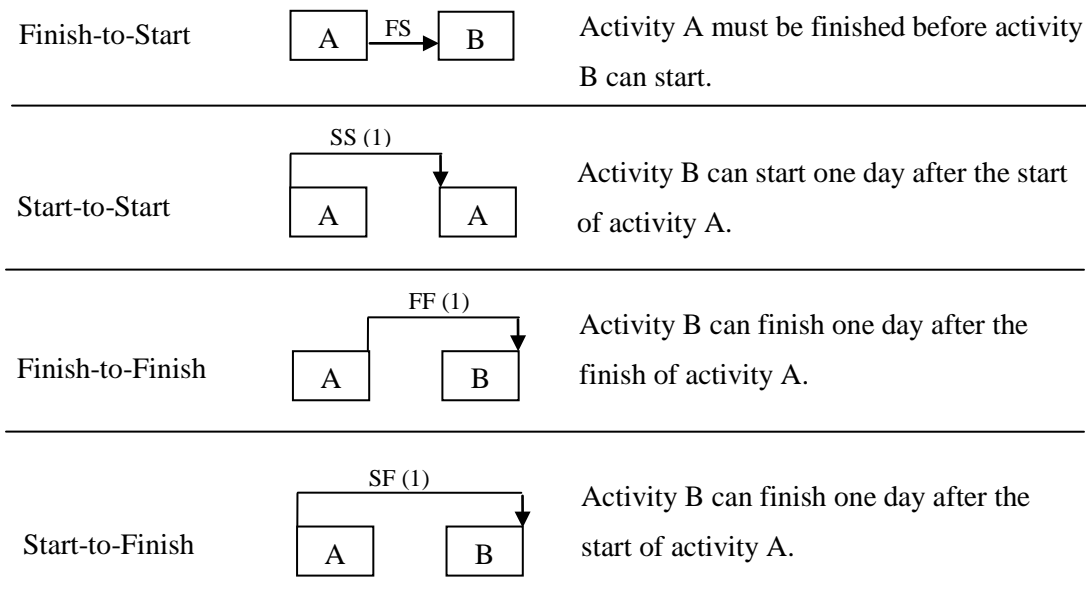 Finish-to-Start
A
FS
B
Activity A must be finished before activity
B can start.
SS (1)
Start-to-Start
A
A
Activity B can start one day after the start
of activity A.
FF (1)
Finish-to-Finish
A
B
Activity B can finish one day after the
finish of activity A.
SF (1)
Start-to-Finish
A
B
Activity B can finish one day after the
start of activity A.